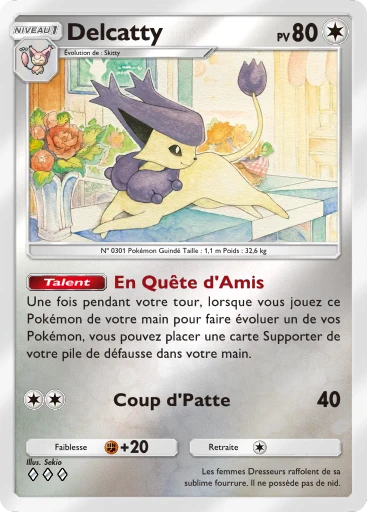 NIVEAU 1
Delcatty
PV 80
Évolution de : Skitty
N° 0301 Pokémon Guindé Taille : 1,1 m Poids : 32,6 kg
Talent En Quête d'Amis
Une fois pendant votre tour, lorsque vous jouez ce
Pokémon de votre main pour faire évoluer un de vos
Pokémon, vous pouvez placer une carte Supporter de
votre pile de défausse dans votre main.
Coup d'Patte 40
Faiblesse +20
Retraite
Illus. Sekio
Les femmes Dresseurs raffolent de sa
sublime fourrure. Il ne possède pas de nid.